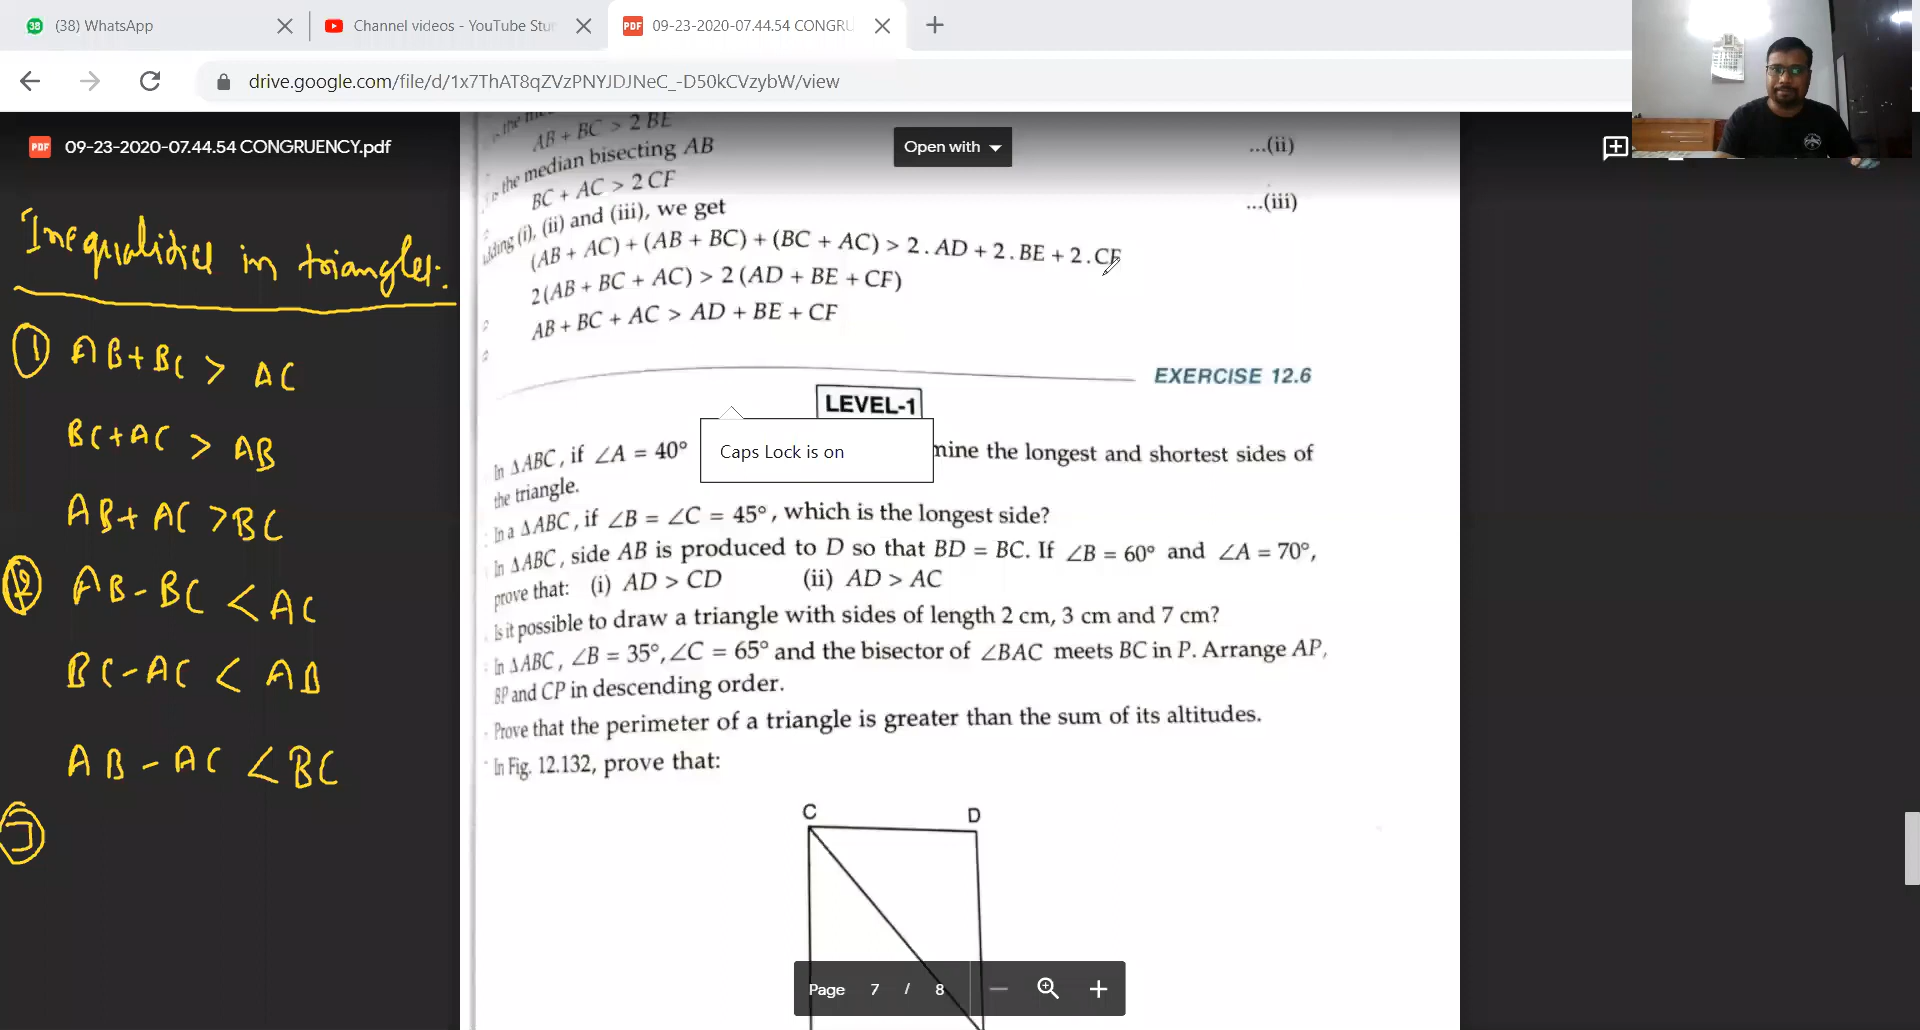 38 (38) WhatsApp
Channel videos - YouTube Stu
PDF 09-23-2020-07.44.54 CONGRU
drive.google.com/file/d/1x7ThAT8qZVzPNYJDJNeC_-D50kCVzybW/view
PDF 09-23-2020-07.44.54 CONGRUENCY.pdf
Open with
Inequalities in triangles.
① AB+BC > AC
BC+AC > AB
AB+AC >BC
② AB-BC < AC
BC-AC < AB
AB-AC < BC
③
AB + BC > 2 BE
...(ii)
the median bisecting AB
BC + AC > 2 CF
...(iii)
(i), (ii) and (iii), we get
(AB + AC) + (AB + BC) + (BC + AC) > 2 . AD + 2 . BE + 2 . CF
2 (AB + BC + AC) > 2 (AD + BE + CF)
AB + BC + AC > AD + BE + CF
EXERCISE 12.6
LEVEL-1
Caps Lock is on
In ΔABC, if ∠A = 40° mine the longest and shortest sides of
the triangle.
In a ΔABC, if ∠B = ∠C = 45°, which is the longest side?
In ΔABC, side AB is produced to D so that BD = BC. If ∠B = 60° and ∠A = 70°,
prove that: (i) AD > CD (ii) AD > AC
Is it possible to draw a triangle with sides of length 2 cm, 3 cm and 7 cm?
In ΔABC, ∠B = 35°, ∠C = 65° and the bisector of ∠BAC meets BC in P. Arrange AP,
BP and CP in descending order.
Prove that the perimeter of a triangle is greater than the sum of its altitudes.
In Fig. 12.132, prove that:
C D
Page 7 / 8